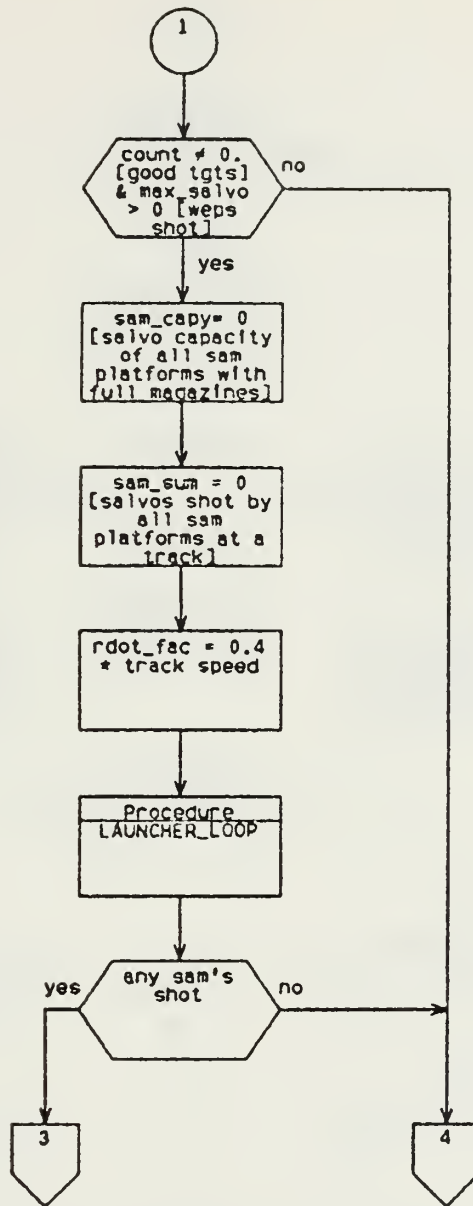 1
count ≠ 0.
[good tgts]
& max_salvo
> 0 [weps
shot]
no
yes
sam_capy= 0
[salvo capacity
of all sam
platforms with
full magazines]
sam_sum = 0
[salvos shot by
all sam
platforms at a
track]
rdot_fac = 0.4
* track speed
Procedure
LAUNCHER_LOOP
any sam's
shot
yes
no
3
4